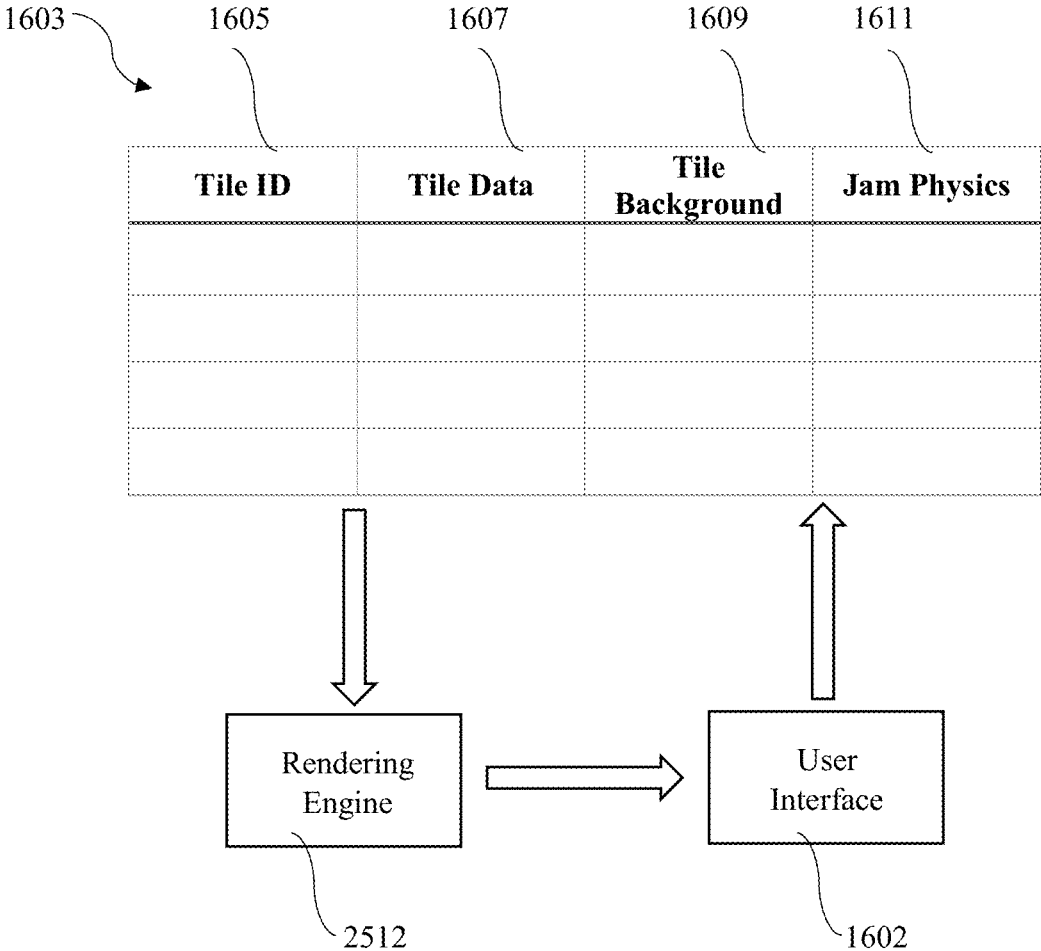 1603
1605
1607
1609
1611
Tile ID
Tile Data
Tile
Background
Jam Physics
Rendering
Engine
User
Interface
2512
1602